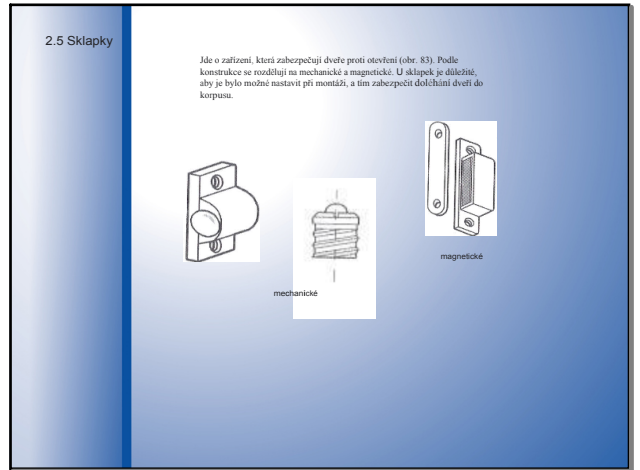 2.5 Sklapky
Jde o zařízení, která zabezpečují dveře proti otevření (obr. 83). Podle
konstrukce se rozdělují na mechanické a magnetické. U sklapek je důležité,
aby je bylo možné nastavit při montáži, a tím zabezpečit doléhání dveří do
korpusu.
magnetické
mechanické